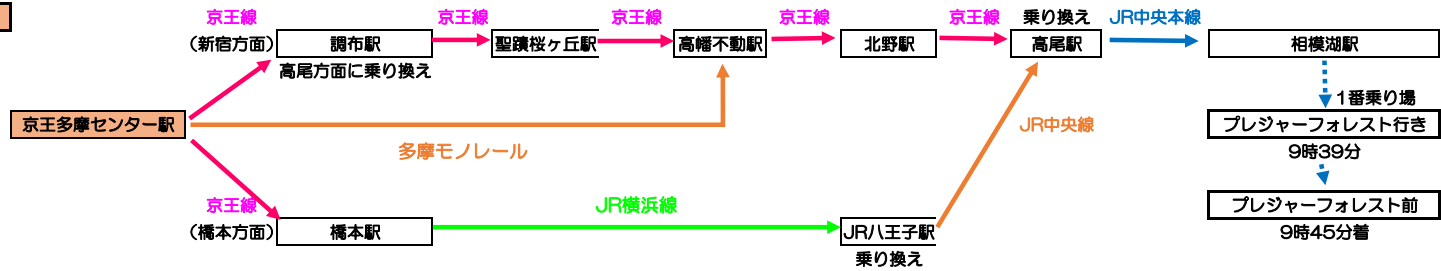 京王線
京王線
京王線
京王線
京王線
乗り換え
JR中央本線
(新宿方面)
調布駅
聖蹟桜ヶ丘駅
高幡不動駅
北野駅
高尾駅
相模湖駅
高尾方面に乗り換え
1番乗り場
京王多摩センター駅
JR中央線
プレジャーフォレスト行き
多摩モノレール
9時39分
京王線
JR横浜線
プレジャーフォレスト前
(橋本方面)
橋本駅
JR八王子駅
9時45分着
乗り換え